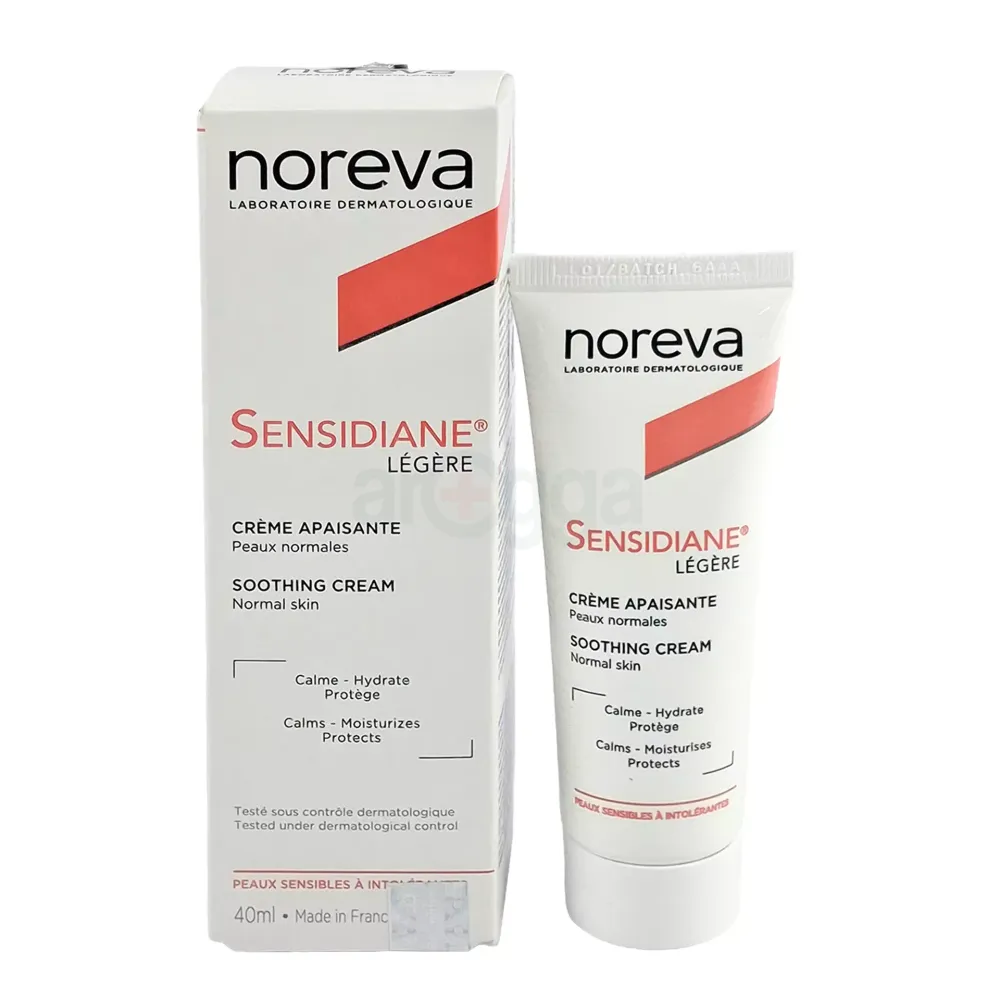 noreva
LABORATOIRE DERMATOLOGIQUE
SENSIDIANE®
LÉGÈRE
CRÈME APAISANTE
Peaux normales
SOOTHING CREAM
Normal skin
Calme - Hydrate
Protège
Calms - Moisturizes
Protects
Testé sous contrôle dermatologique
Tested under dermatological control
PEAUX SENSIBLES À
40ml • Made in
noreva
LABORATOIRE DERMATOLOGIQUE
SENSIDIANE®
LÉGÈRE
CRÈME APAISANTE
Peaux normales
SOOTHING CREAM
Normal skin
Calme - Hydrate
Protège
Calms - Moisturises
Protects
PEAUX SENSIBLES À INTOLÉRANTES
arogga